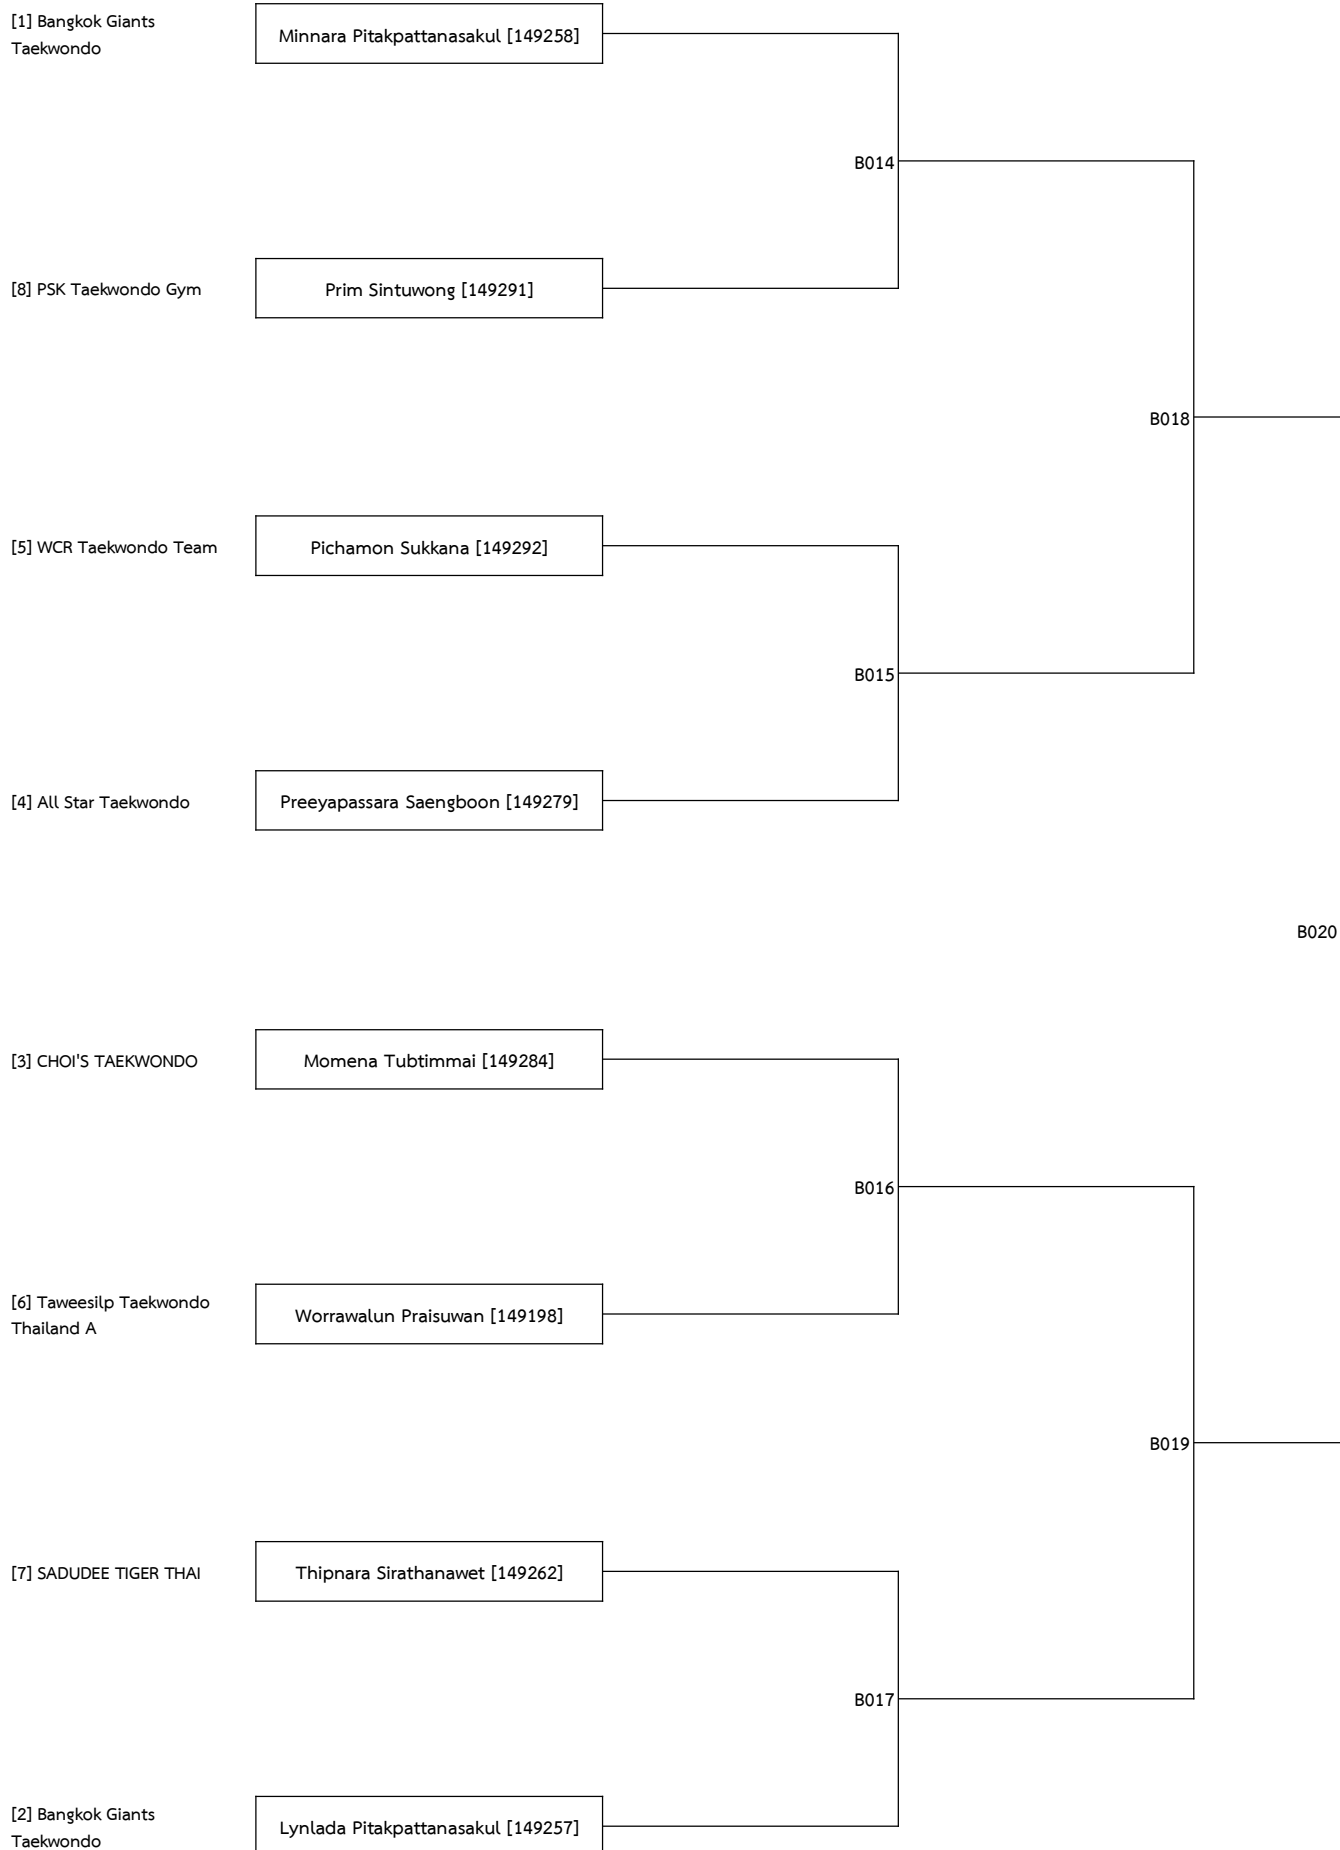 [1] Bangkok Giants
Taekwondo
Minnara Pitakpattanasakul [149258]
B014
[8] PSK Taekwondo Gym
Prim Sintuwong [149291]
B018
[5] WCR Taekwondo Team
Pichamon Sukkana [149292]
B015
[4] All Star Taekwondo
Preeyapassara Saengboon [149279]
B020
[3] CHOI'S TAEKWONDO
Momena Tubtimmai [149284]
B016
[6] Taweesilp Taekwondo
Thailand A
Worrawalun Praisuwan [149198]
B019
[7] SADUDEE TIGER THAI
Thipnara Sirathanawet [149262]
B017
[2] Bangkok Giants
Taekwondo
Lynlada Pitakpattanasakul [149257]